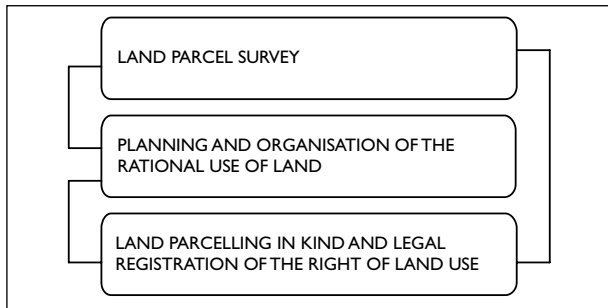 LAND PARCEL SURVEY
PLANNING AND ORGANISATION OF THE
RATIONAL USE OF LAND
LAND PARCELLING IN KIND AND LEGAL
REGISTRATION OF THE RIGHT OF LAND USE